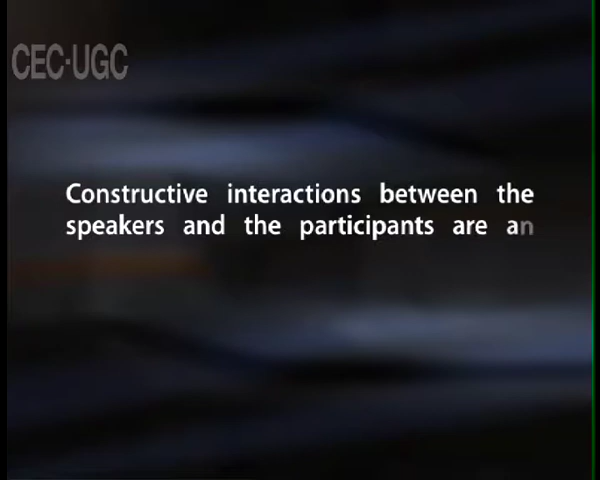 CEC-UGC
Constructive interactions between the
speakers and the participants are an